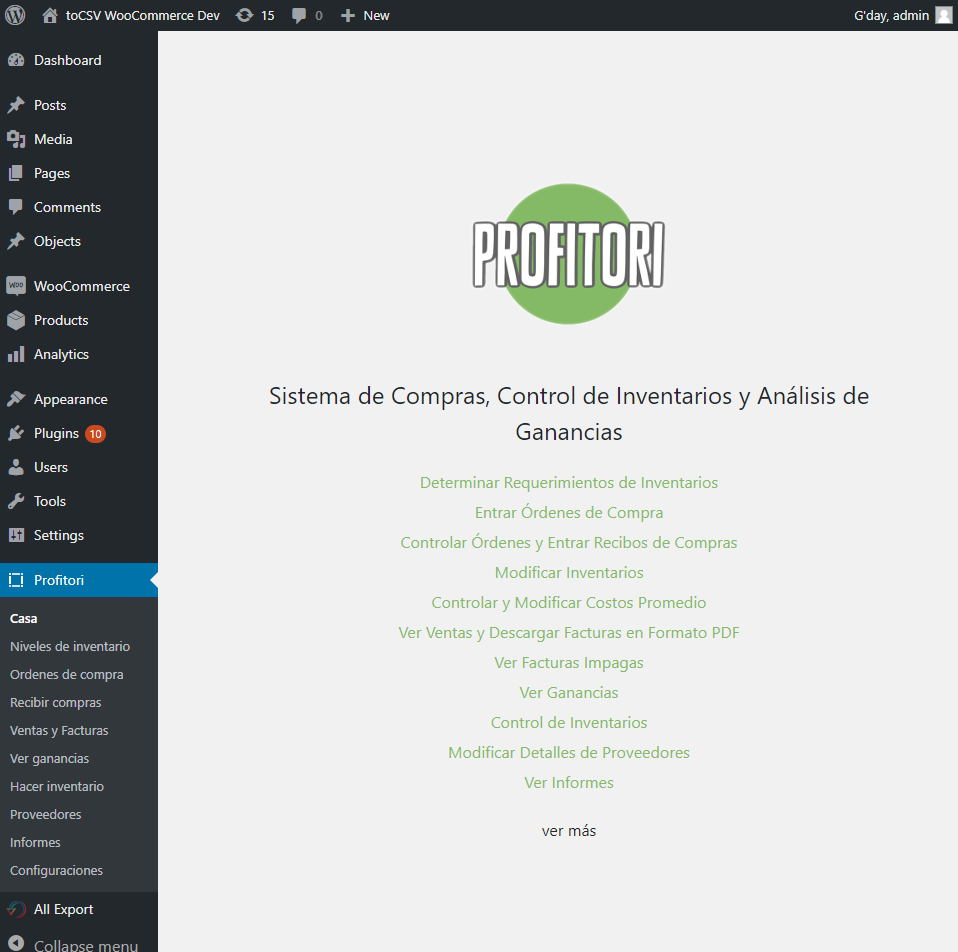 toCSV WooCommerce Dev 15 0 New G'day, admin
Dashboard
Posts
Media
Pages
Comments
Objects
WOO WooCommerce
Products
Analytics
Appearance
Plugins 10
Users
Tools
Settings
Profitori
Casa
Niveles de inventario
Ordenes de compra
Recibir compras
Ventas y Facturas
Ver ganancias
Hacer inventario
Proveedores
Informes
Configuraciones
All Export
Collapse menu
PROFITORI
Sistema de Compras, Control de Inventarios y Análisis de
Ganancias
Determinar Requerimientos de Inventarios
Entrar Órdenes de Compra
Controlar Órdenes y Entrar Recibos de Compras
Modificar Inventarios
Controlar y Modificar Costos Promedio
Ver Ventas y Descargar Facturas en Formato PDF
Ver Facturas Impagas
Ver Ganancias
Control de Inventarios
Modificar Detalles de Proveedores
Ver Informes
ver más